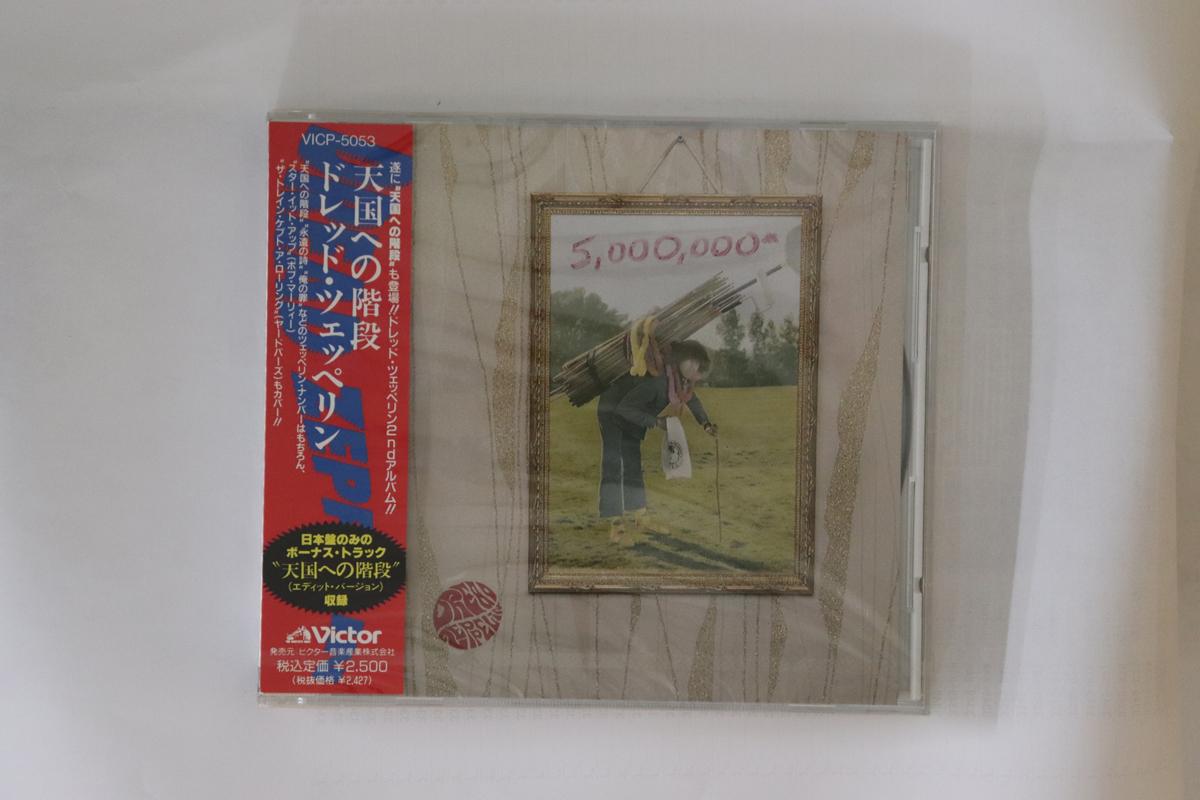 VICP-5053
遂に“天国への階段”も登場!!ドレッド・ツェッペリン2ndアルバム!!
天国への階段
ドレッド・ツェッペリン
“天国への階段”“永遠の詩”“俺の罪”などのツェッペリン・ナンバーはもちろん、
“スター・イット・アップ”(ボブ・マーリィー)
“ザ・トレイン・ケプト・ア・ローリング”(ヤードバーズ)もカバー!!
日本盤のみの
ボーナス・トラック
“天国への階段”
(エディット・バージョン)
収録
Victor
発売元 ビクター音楽産業株式会社
税込定価 ¥2,500
(税抜価格 ¥2,427)
5,000,000*
DREAD
ZEPPELIN